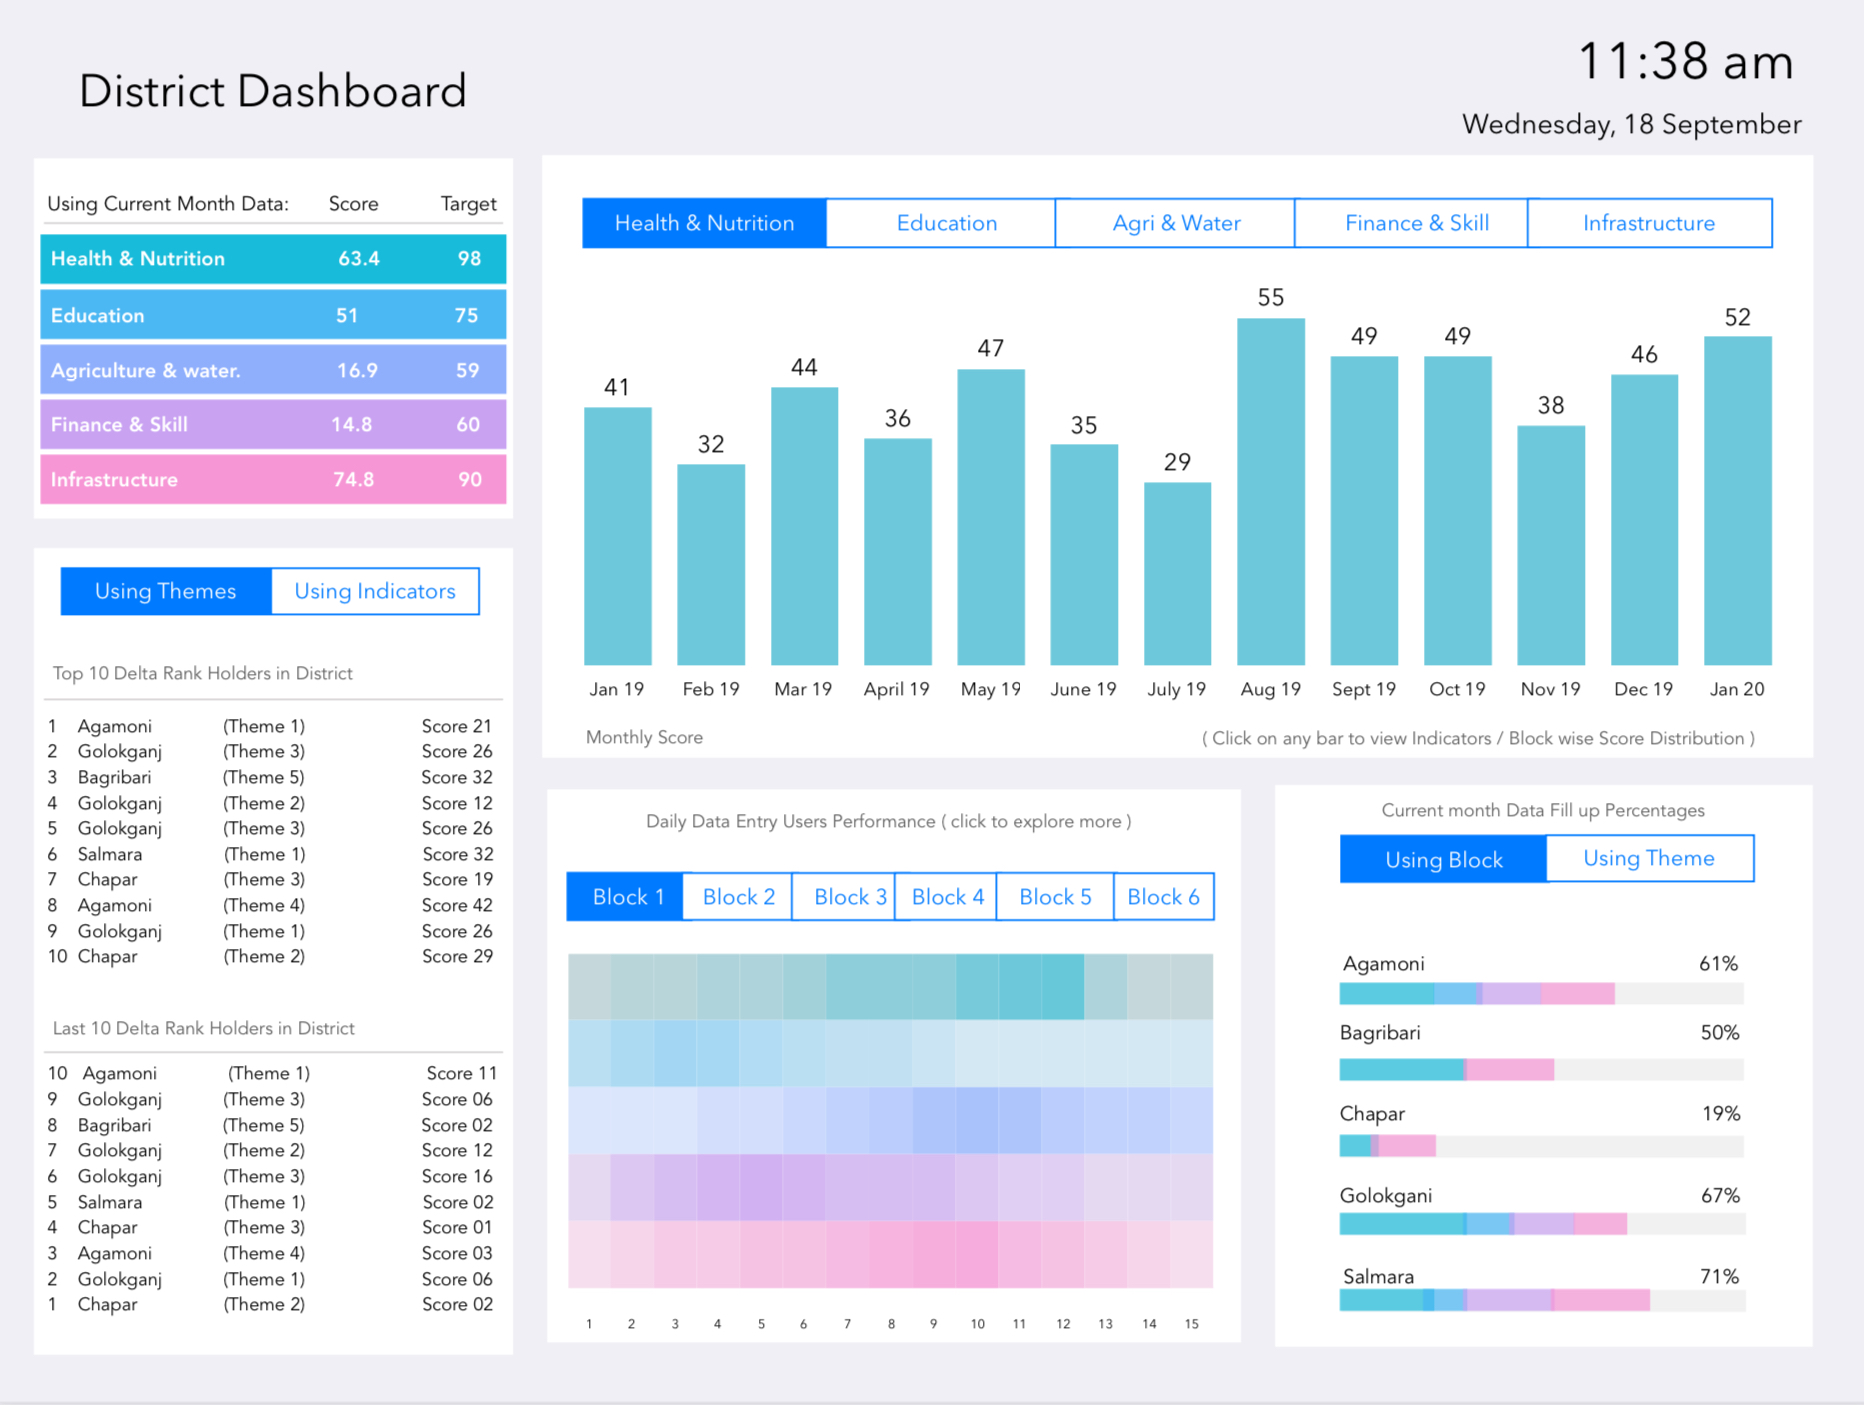 District Dashboard
11:38 am
Wednesday, 18 September
Using Current Month Data: Score Target
Health & Nutrition 63.4 98
Education 51 75
Agriculture & water. 16.9 59
Finance & Skill 14.8 60
Infrastructure 74.8 90
Using Themes Using Indicators
Top 10 Delta Rank Holders in District
1 Agamoni (Theme 1) Score 21
2 Golokganj (Theme 3) Score 26
3 Bagribari (Theme 5) Score 32
4 Golokganj (Theme 2) Score 12
5 Golokganj (Theme 3) Score 26
6 Salmara (Theme 1) Score 32
7 Chapar (Theme 3) Score 19
8 Agamoni (Theme 4) Score 42
9 Golokganj (Theme 1) Score 26
10 Chapar (Theme 2) Score 29
Last 10 Delta Rank Holders in District
10 Agamoni (Theme 1) Score 11
9 Golokganj (Theme 3) Score 06
8 Bagribari (Theme 5) Score 02
7 Golokganj (Theme 2) Score 12
6 Golokganj (Theme 3) Score 16
5 Salmara (Theme 1) Score 02
4 Chapar (Theme 3) Score 01
3 Agamoni (Theme 4) Score 03
2 Golokganj (Theme 1) Score 06
1 Chapar (Theme 2) Score 02
Health & Nutrition Education Agri & Water Finance & Skill Infrastructure
41 32 44 36 47 35 29 55 49 49 38 46 52
Jan 19 Feb 19 Mar 19 April 19 May 19 June 19 July 19 Aug 19 Sept 19 Oct 19 Nov 19 Dec 19 Jan 20
Monthly Score ( Click on any bar to view Indicators / Block wise Score Distribution )
Daily Data Entry Users Performance ( click to explore more )
Block 1 Block 2 Block 3 Block 4 Block 5 Block 6
1 2 3 4 5 6 7 8 9 10 11 12 13 14 15
Current month Data Fill up Percentages
Using Block Using Theme
Agamoni 61%
Bagribari 50%
Chapar 19%
Golokgani 67%
Salmara 71%